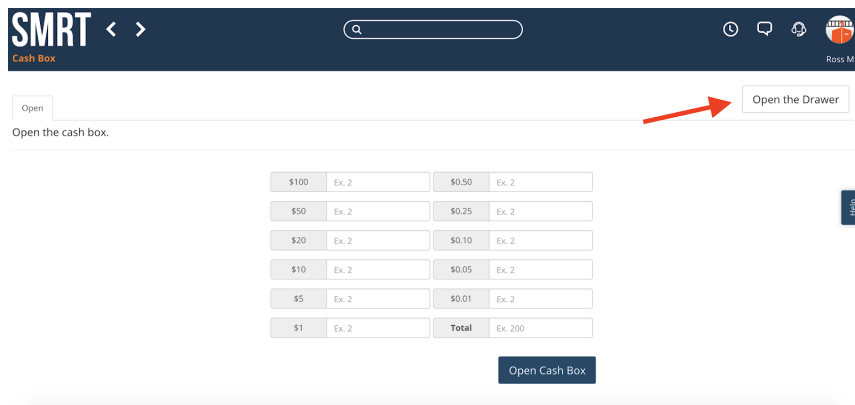 SMRT
Cash Box
Ross M
Open
Open the Drawer
Open the cash box.
Help
$100 Ex. 2 $0.50 Ex. 2
$50 Ex. 2 $0.25 Ex. 2
$20 Ex. 2 $0.10 Ex. 2
$10 Ex. 2 $0.05 Ex. 2
$5 Ex. 2 $0.01 Ex. 2
$1 Ex. 2 Total Ex. 200
Open Cash Box